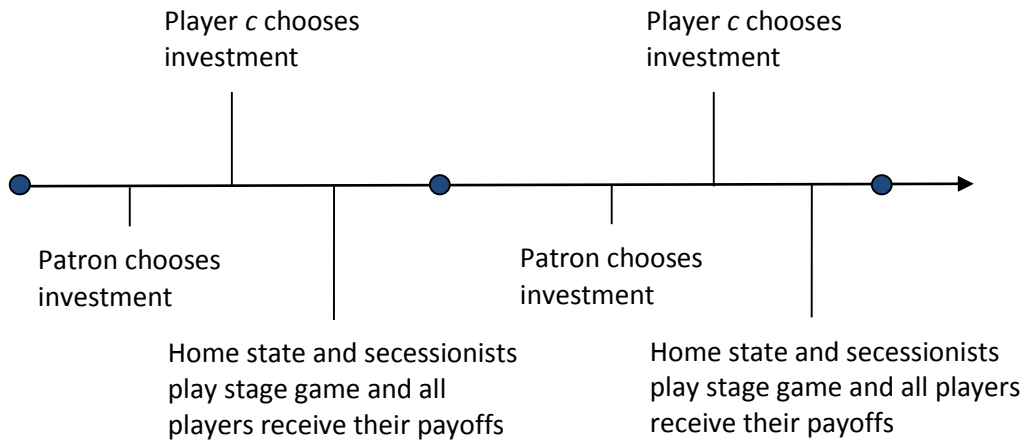 Player c chooses
investment
Player c chooses
investment
Patron chooses
investment
Patron chooses
investment
Home state and secessionists
play stage game and all
players receive their payoffs
Home state and secessionists
play stage game and all players
receive their payoffs